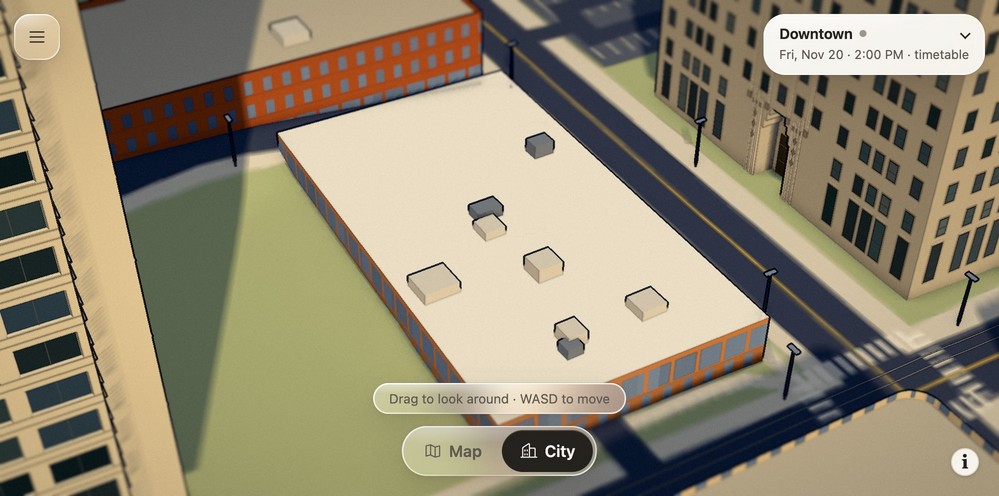 Downtown
Fri, Nov 20 · 2:00 PM · timetable
Drag to look around · WASD to move
Map
City
i